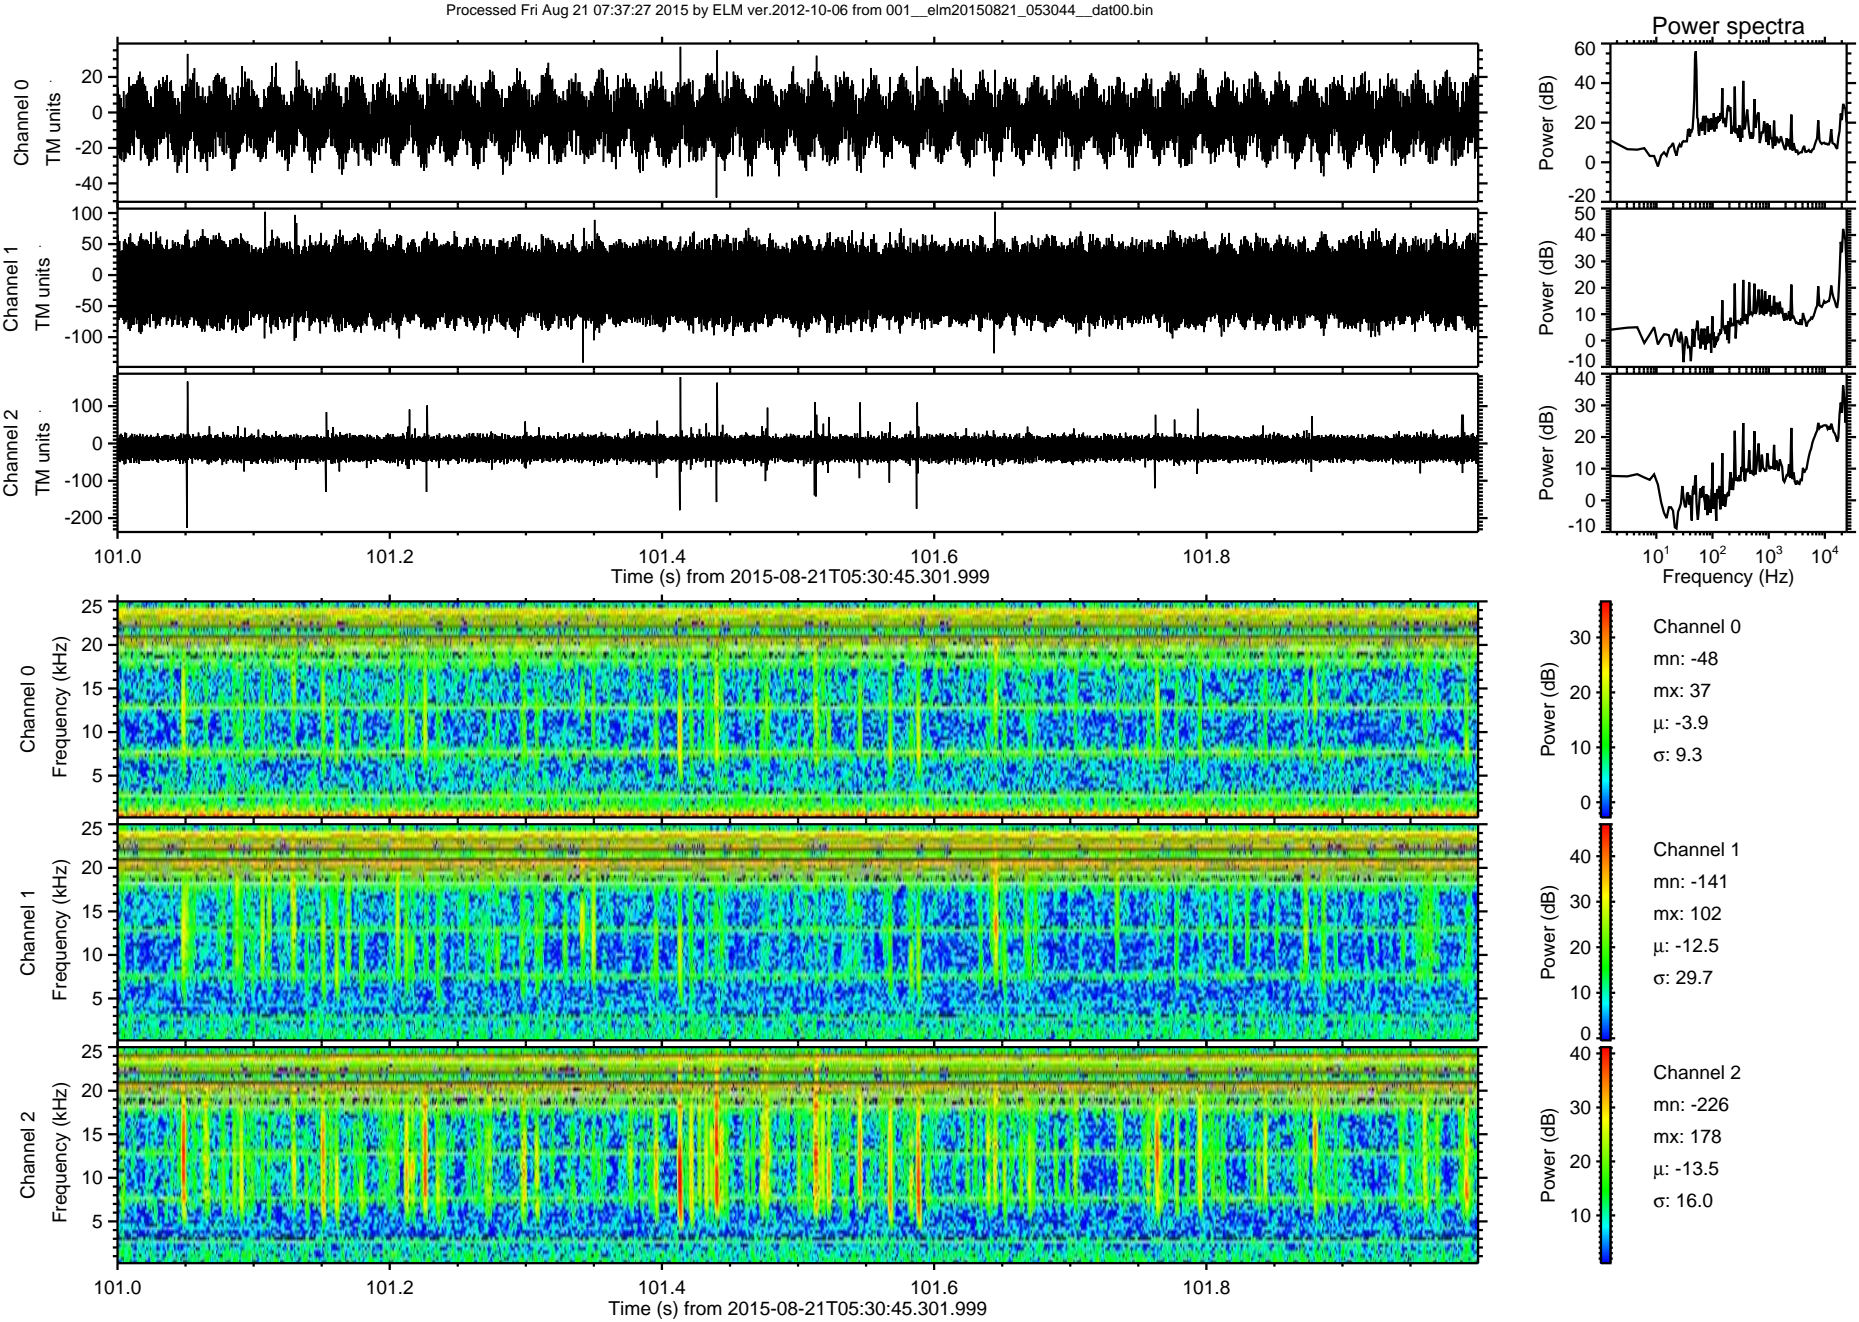 Processed Fri Aug 21 07:37:27 2015 by ELM ver.2012-10-06 from 001__elm20150821_053044__dat00.bin
Power spectra
Channel 0
TM units
20
0
-20
-40
Power (dB)
60
40
20
0
-20
Channel 1
TM units
100
50
0
-50
-100
Power (dB)
50
40
30
20
10
0
-10
Channel 2
TM units
100
0
-100
-200
Power (dB)
40
30
20
10
0
-10
101.0 101.2 101.4 101.6 101.8
Time (s) from 2015-08-21T05:30:45.301.999
10¹ 10² 10³ 10⁴
Frequency (Hz)
Channel 0
Frequency (kHz)
25
20
15
10
5
Power (dB)
30
20
10
0
Channel 0
mn: -48
mx: 37
μ: -3.9
σ: 9.3
Channel 1
Frequency (kHz)
25
20
15
10
5
Power (dB)
40
30
20
10
0
Channel 1
mn: -141
mx: 102
μ: -12.5
σ: 29.7
Channel 2
Frequency (kHz)
25
20
15
10
5
Power (dB)
40
30
20
10
Channel 2
mn: -226
mx: 178
μ: -13.5
σ: 16.0
101.0 101.2 101.4 101.6 101.8
Time (s) from 2015-08-21T05:30:45.301.999